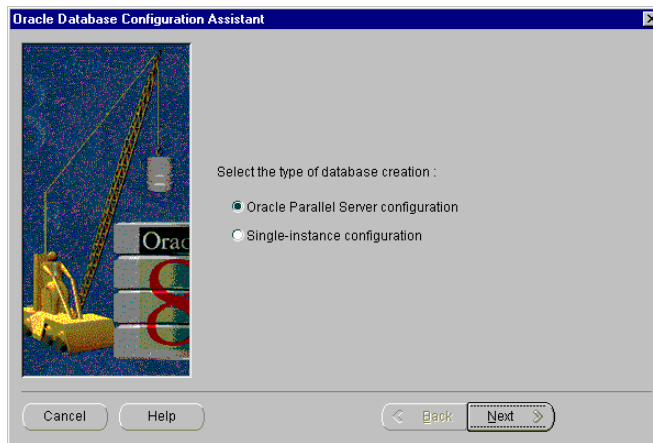 Oracle Database Configuration Assistant
Select the type of database creation :
Oracle Parallel Server configuration
Single-instance configuration
Orac
8
Cancel
Help
Back
Next